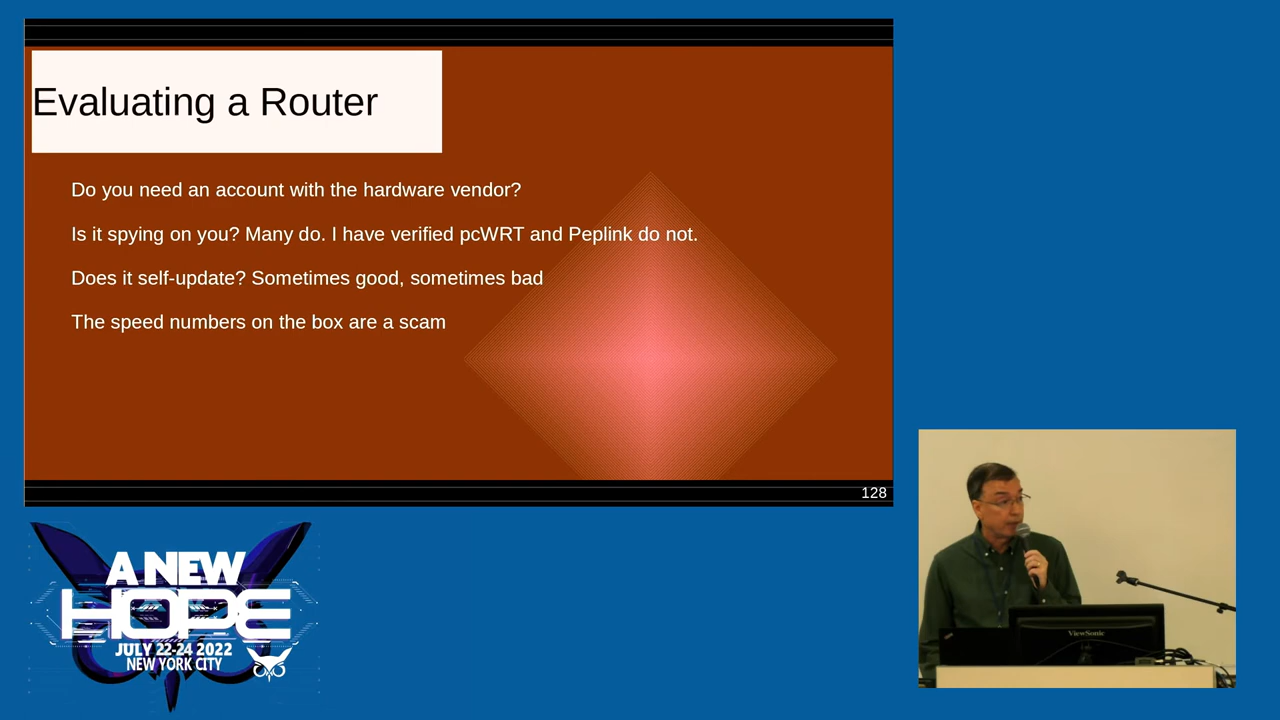 Evaluating a Router
Do you need an account with the hardware vendor?
Is it spying on you? Many do. I have verified pcWRT and Peplink do not.
Does it self-update? Sometimes good, sometimes bad
The speed numbers on the box are a scam
128
A NEW
HOPE
JULY 22-24 2022
NEW YORK CITY
ViewSonic